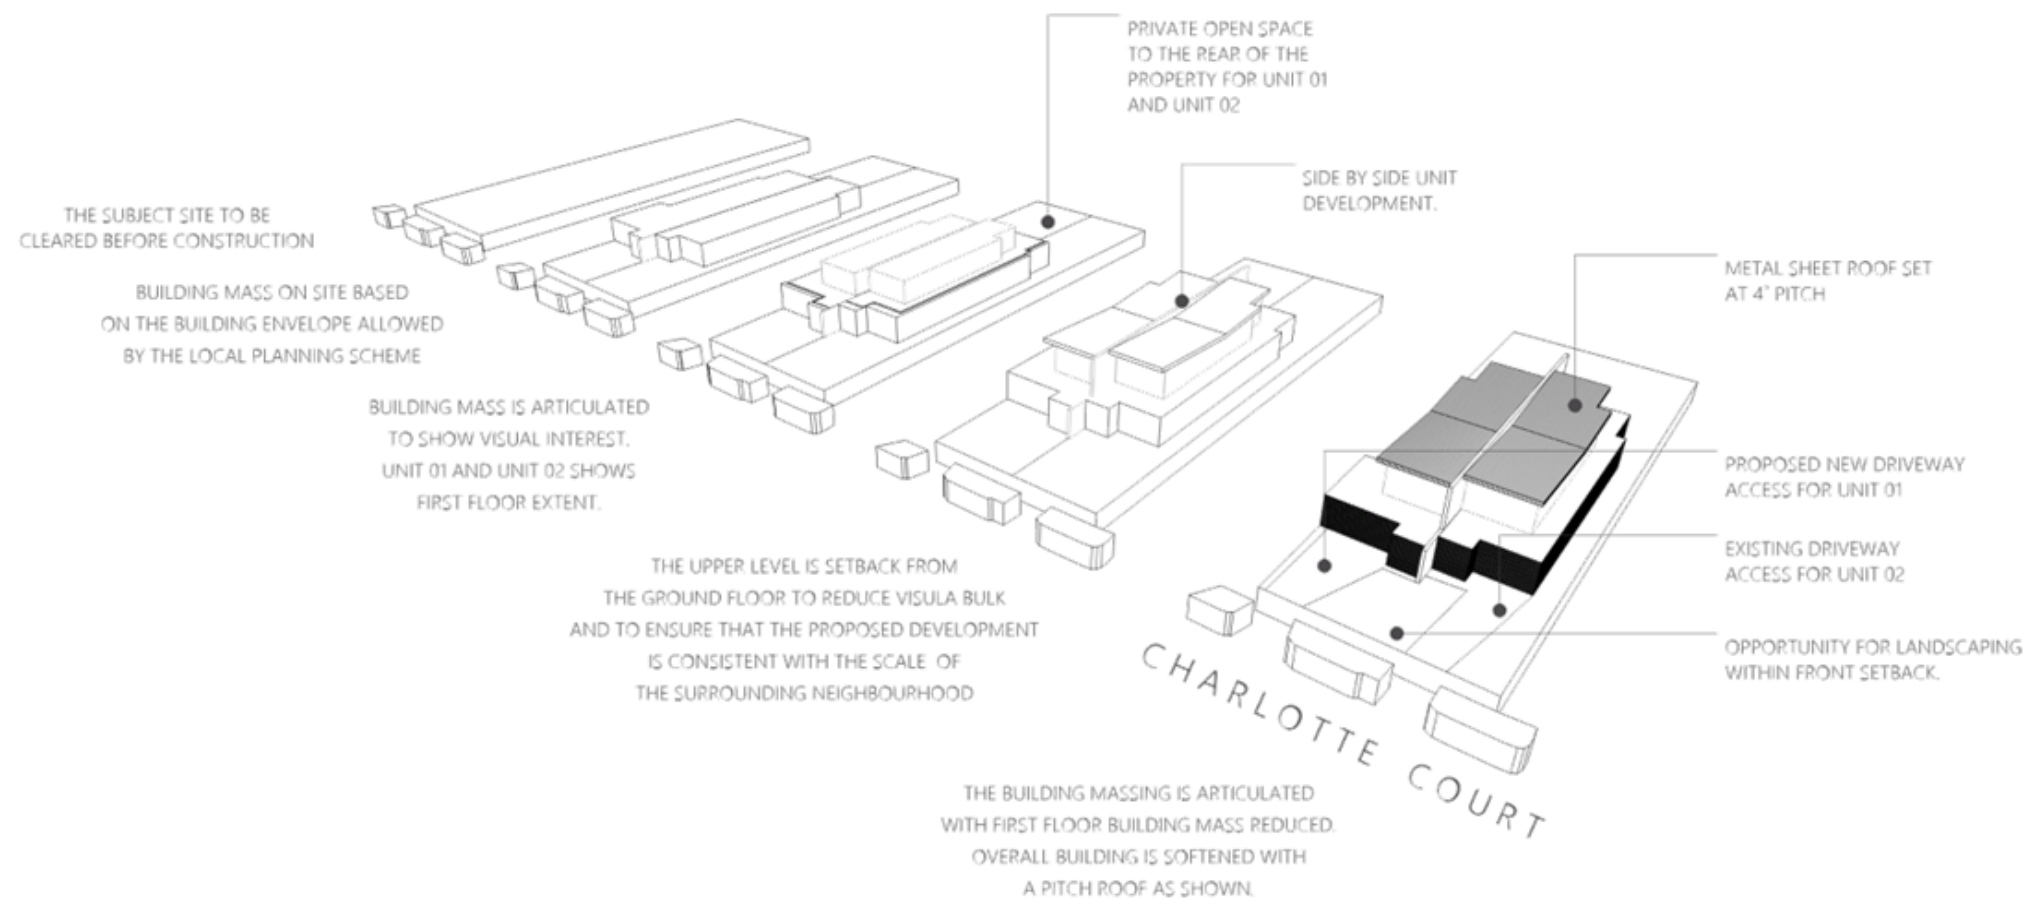 PRIVATE OPEN SPACE
TO THE REAR OF THE
PROPERTY FOR UNIT 01
AND UNIT 02
SIDE BY SIDE UNIT
DEVELOPMENT.
THE SUBJECT SITE TO BE
CLEARED BEFORE CONSTRUCTION
METAL SHEET ROOF SET
AT 4° PITCH
BUILDING MASS ON SITE BASED
ON THE BUILDING ENVELOPE ALLOWED
BY THE LOCAL PLANNING SCHEME
BUILDING MASS IS ARTICULATED
TO SHOW VISUAL INTEREST.
UNIT 01 AND UNIT 02 SHOWS
FIRST FLOOR EXTENT.
PROPOSED NEW DRIVEWAY
ACCESS FOR UNIT 01
EXISTING DRIVEWAY
ACCESS FOR UNIT 02
THE UPPER LEVEL IS SETBACK FROM
THE GROUND FLOOR TO REDUCE VISULA BULK
AND TO ENSURE THAT THE PROPOSED DEVELOPMENT
IS CONSISTENT WITH THE SCALE OF
THE SURROUNDING NEIGHBOURHOOD
OPPORTUNITY FOR LANDSCAPING
WITHIN FRONT SETBACK.
CHARLOTTE COURT
THE BUILDING MASSING IS ARTICULATED
WITH FIRST FLOOR BUILDING MASS REDUCED.
OVERALL BUILDING IS SOFTENED WITH
A PITCH ROOF AS SHOWN.